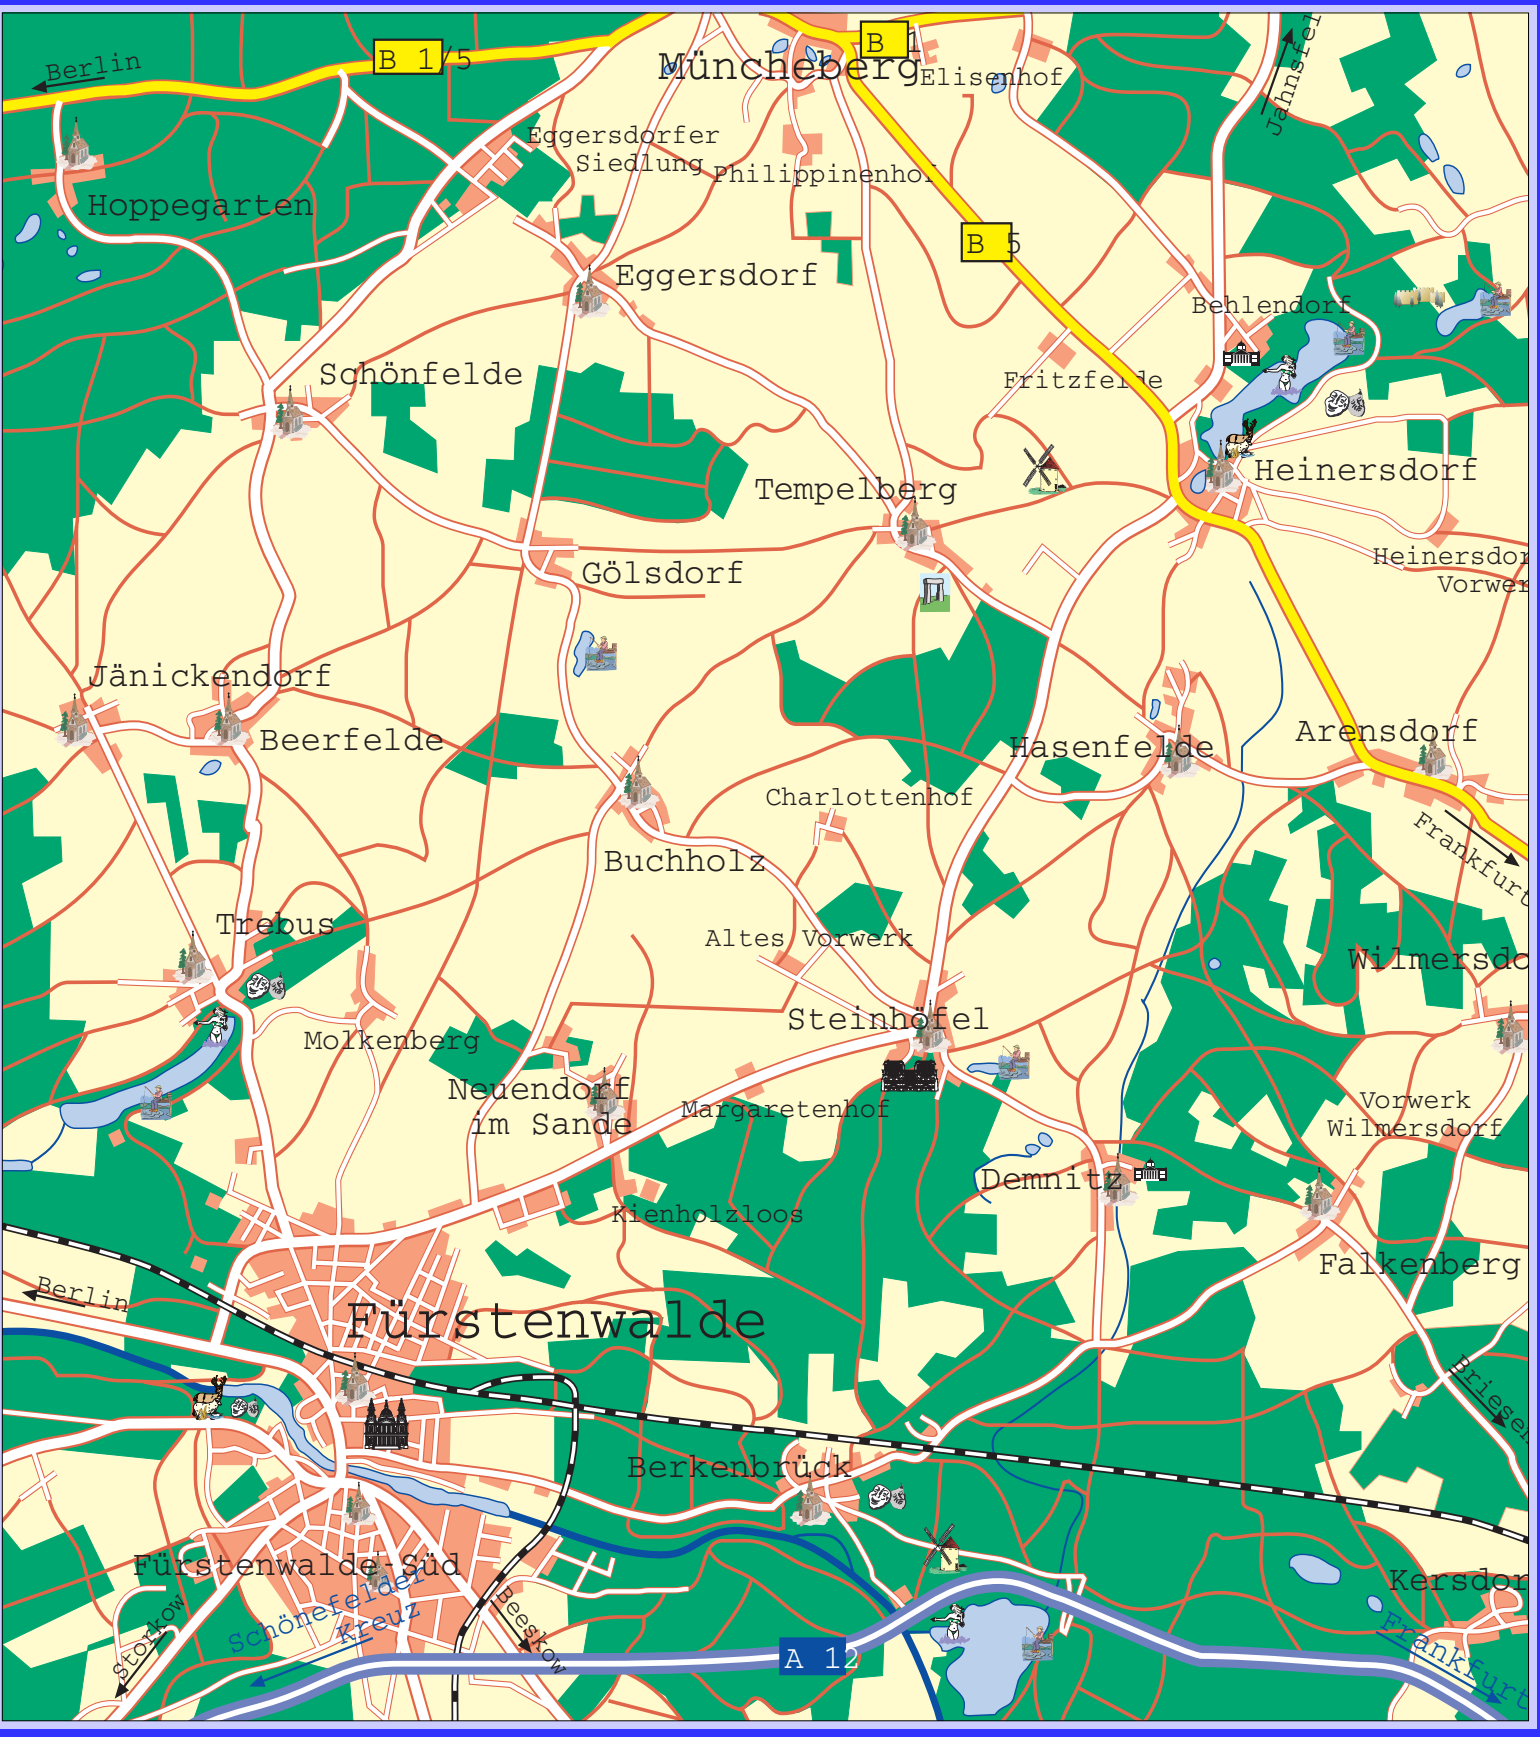 B 1/5
B 1
Berlin
Müncheberg
Elisenhof
Jahnsfel
Eggersdorfer
Siedlung
Philippinenhof
Hoppegarten
B 5
Eggersdorf
Behlendorf
Schönfelde
Fritzfelde
Tempelberg
Heinersdorf
Gölsdorf
Heinersdor
Vorwer
Jänickendorf
Beerfelde
Hasenfelde
Arensdorf
Charlottenhof
Frankfurt
Buchholz
Trebus
Altes Vorwerk
Wilmersdo
Steinhöfel
Molkenberg
Neuendorf
im Sande
Margaretenhof
Vorwerk
Wilmersdorf
Demnitz
Kienholzloos
Falkenberg
Berlin
Fürstenwalde
Briesen
Berkenbrück
Fürstenwalde-Süd
Kersdor
Schönefelder
Kreuz
Storkow
Beeskow
A 12
Frankfurt